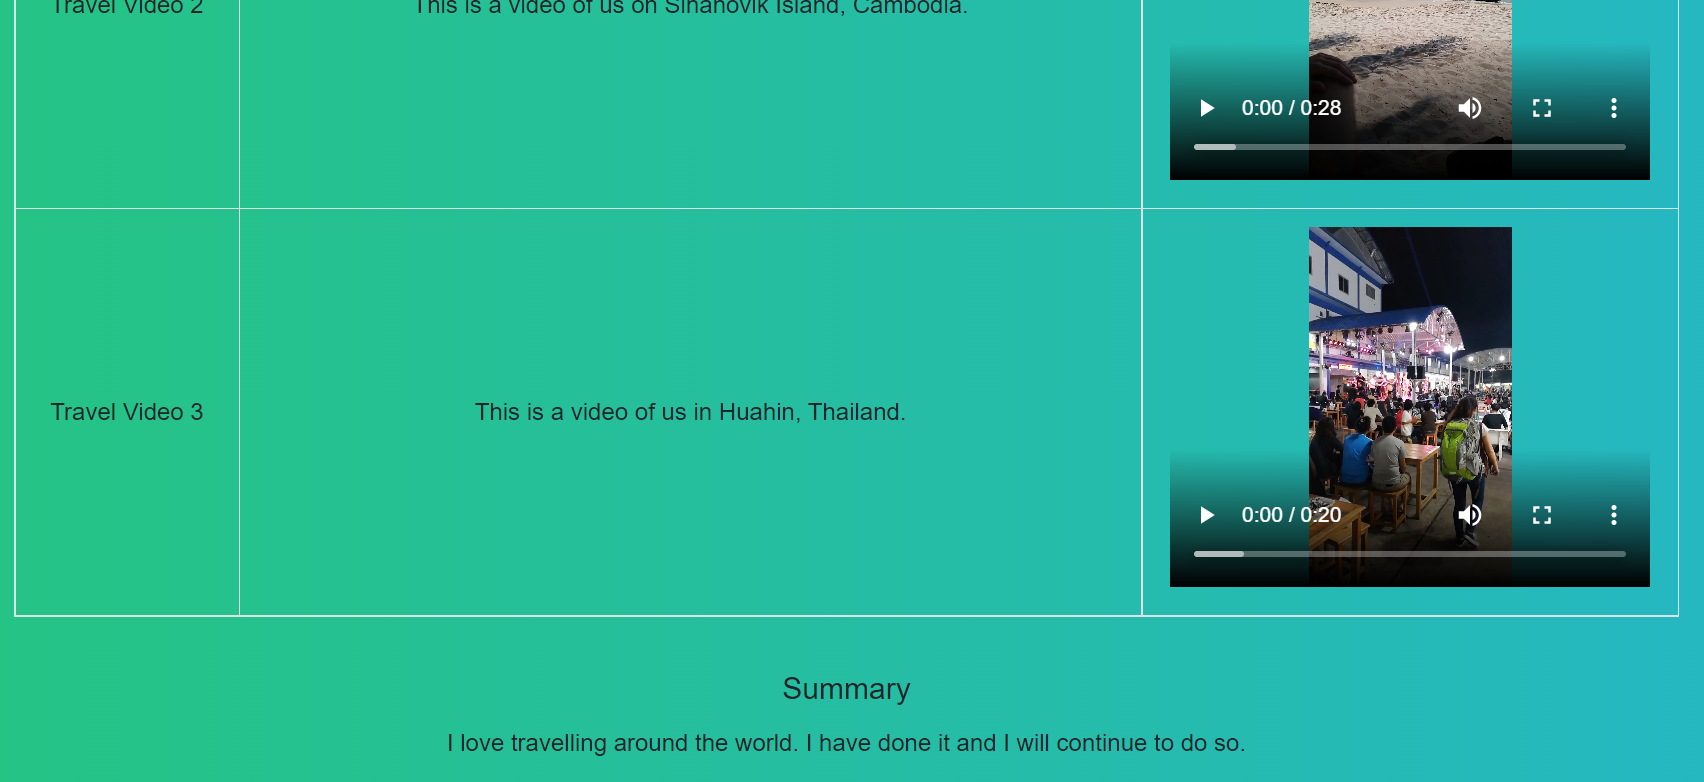 Travel Video 2
This is a video of us on Sihanovik Island, Cambodia.
0:00 / 0:28
Travel Video 3
This is a video of us in Huahin, Thailand.
0:00 / 0:20
Summary
I love travelling around the world. I have done it and I will continue to do so.